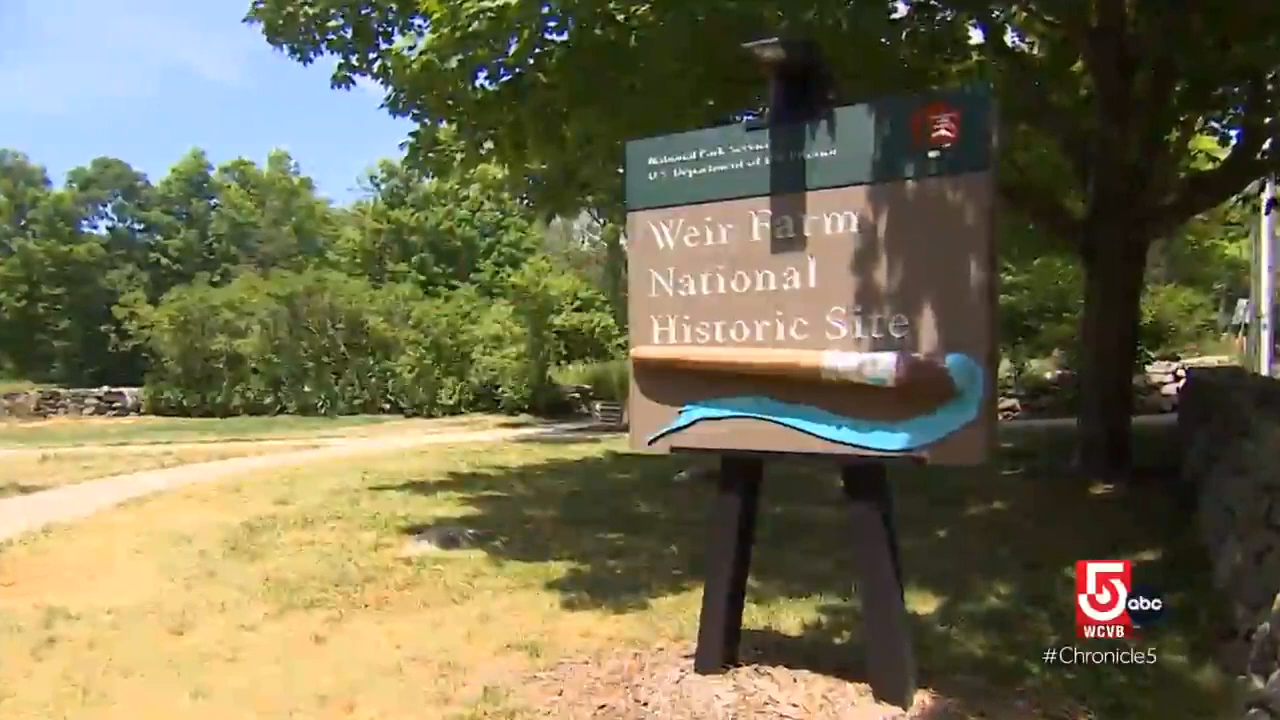 National Park Service
U.S. Department of the Interior
Weir Farm
National
Historic Site
5 abc
WCVB
#Chronicle5